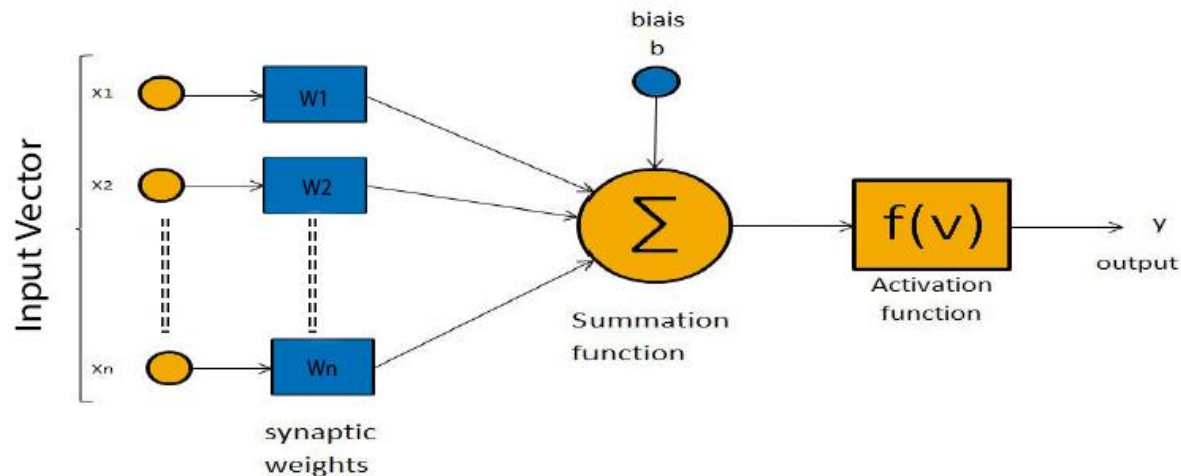 biais
b
Input Vector
x1
W1
x2
W2
∑
f(v)
y
output
Activation
function
Summation
function
xn
Wn
synaptic
weights